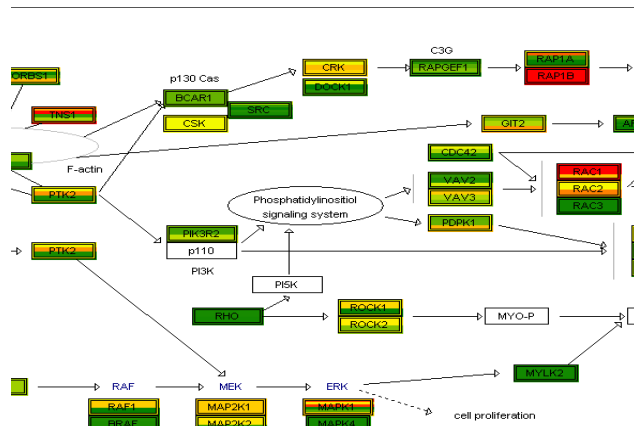 C3G
CRK
RAPGEF1
RAP1A
RAP1B
ORBS1
p130 Cas
DOCK1
BCAR1
SRC
TNS1
CSK
GIT2
F-actin
CDC42
RAC1
VAV2
RAC2
PTK2
VAV3
RAC3
Phosphatidylinositiol
signaling system
PDPK1
PIK3R2
PTK2
p110
PI3K
PI5K
ROCK1
RHO
MYO-P
ROCK2
MYLK2
RAF
MEK
ERK
RAF1
MAP2K1
MAPK1
cell proliferation
BRAF
MAP2K2
MAPK4